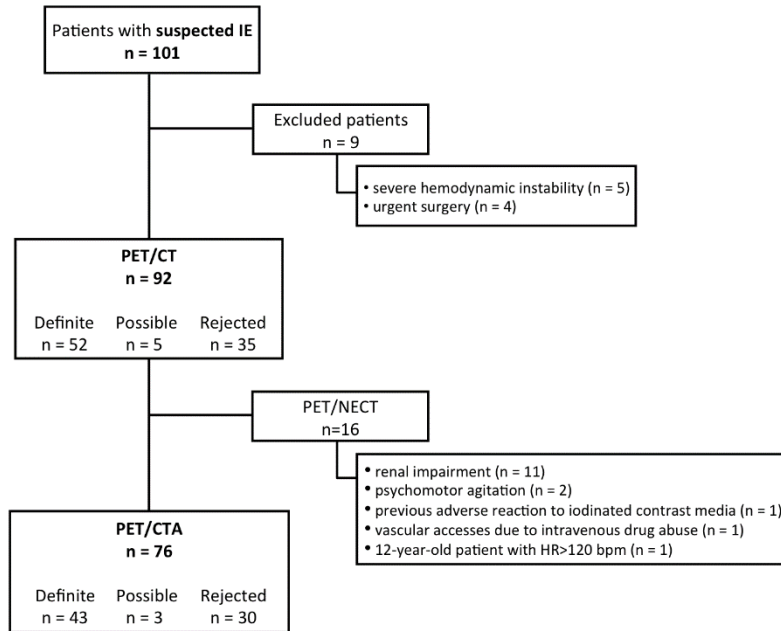 Patients with suspected IE
n = 101
Excluded patients
n = 9
• severe hemodynamic instability (n = 5)
• urgent surgery (n = 4)
PET/CT
n = 92
Definite Possible Rejected
n = 52 n = 5 n = 35
PET/NECT
n=16
• renal impairment (n = 11)
• psychomotor agitation (n = 2)
• previous adverse reaction to iodinated contrast media (n = 1)
• vascular accesses due to intravenous drug abuse (n = 1)
• 12-year-old patient with HR>120 bpm (n = 1)
PET/CTA
n = 76
Definite Possible Rejected
n = 43 n = 3 n = 30